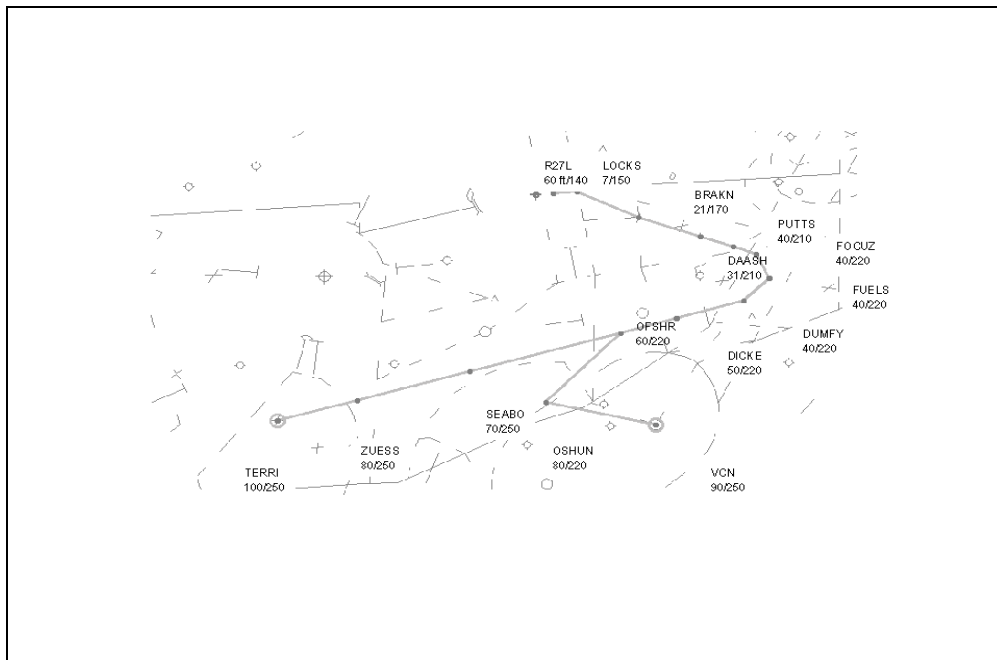 R27L
60 ft/140
LOCKS
7/150
BRAKN
21/170
PUTTS
40/210
FOCUZ
40/220
DAASH
31/210
FUELS
40/220
OFSHR
60/220
DUMFY
40/220
DICKE
50/220
SEABO
70/250
ZUESS
80/250
OSHUN
80/220
TERRI
100/250
VCN
90/250